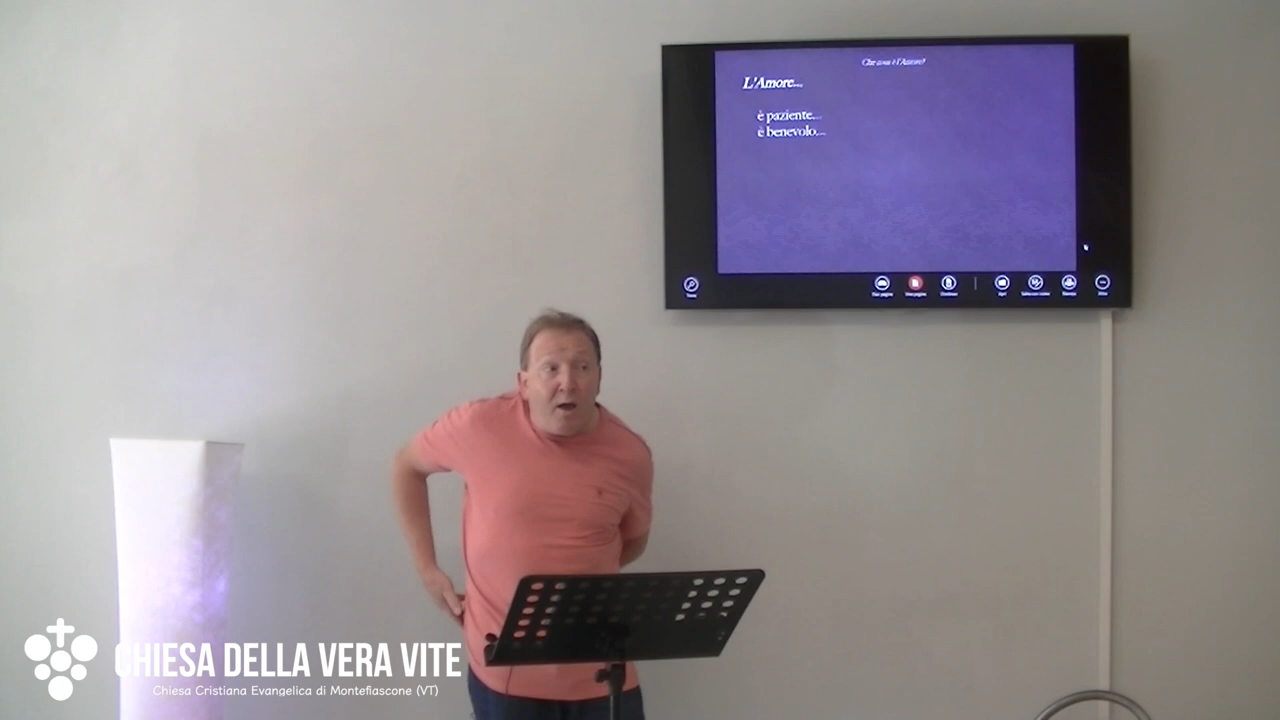 Che cosa è l'Amore?
L'Amore...
è paziente...
è benevolo...
CHIESA DELLA VERA VITE
Chiesa Cristiana Evangelica di Montefiascone (VT)